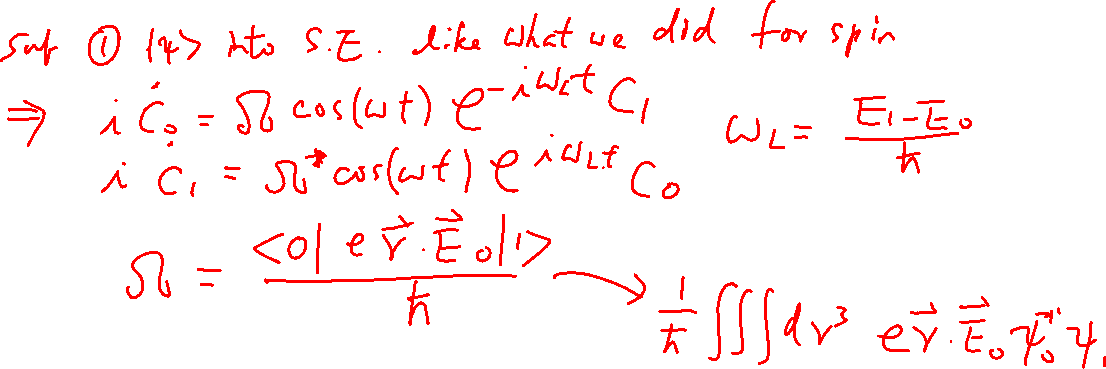 sub ① |ψ> into S.E. like what we did for spin
⇒ i Ċ₀ = Ω cos(ωt) e^{-iω_L t} C₁   ω_L = (E₁ - E₀)/ħ
i Ċ₁ = Ω* cos(ωt) e^{iω_L t} C₀
Ω = <0| e r⃗·E⃗₀ |1> / ħ → 1/ħ ∭ dr³ e r⃗·E⃗₀ ψ₀* ψ₁